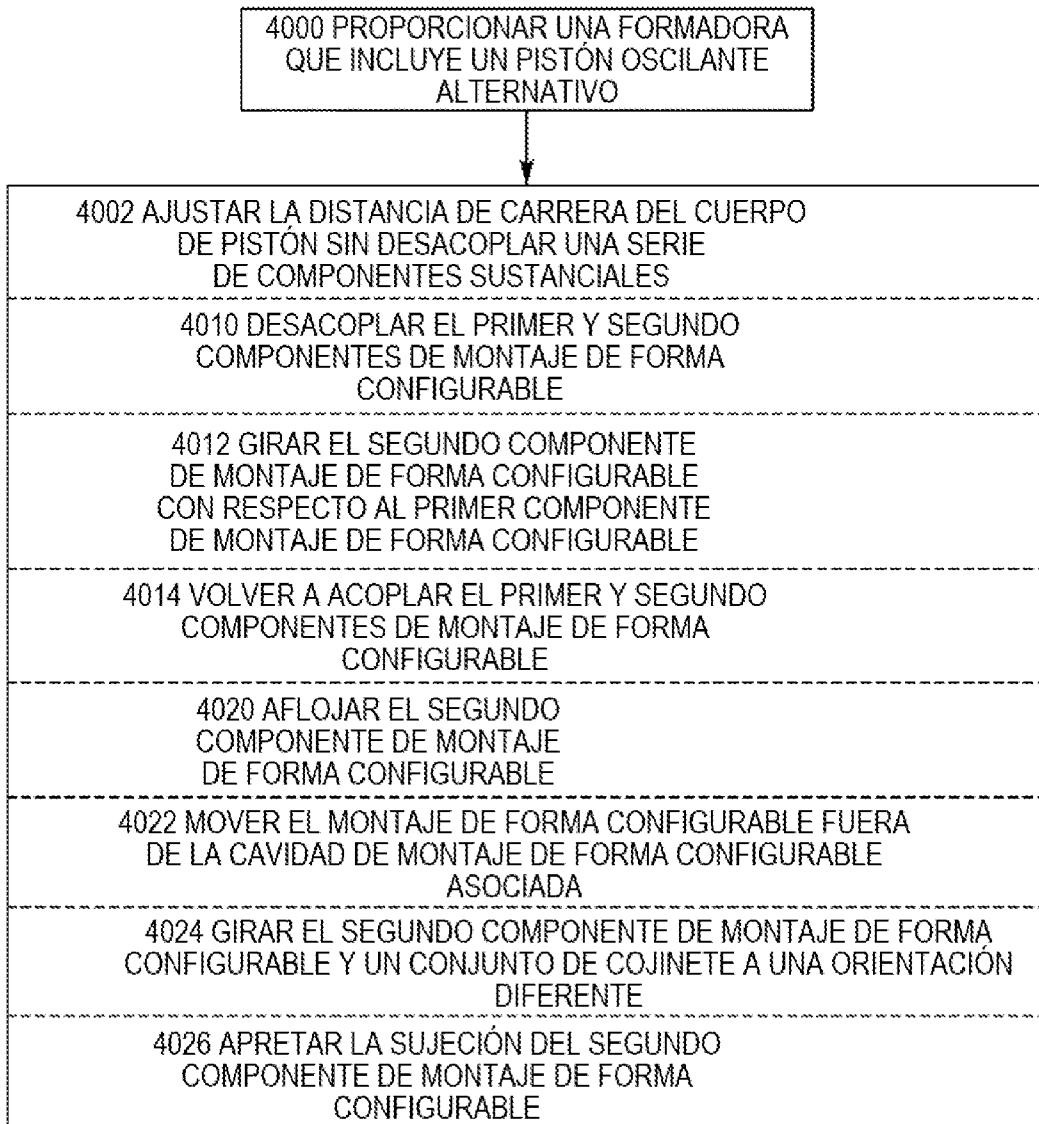 4000 PROPORCIONAR UNA FORMADORA
QUE INCLUYE UN PISTÓN OSCILANTE
ALTERNATIVO
4002 AJUSTAR LA DISTANCIA DE CARRERA DEL CUERPO
DE PISTÓN SIN DESACOPLAR UNA SERIE
DE COMPONENTES SUSTANCIALES
4010 DESACOPLAR EL PRIMER Y SEGUNDO
COMPONENTES DE MONTAJE DE FORMA
CONFIGURABLE
4012 GIRAR EL SEGUNDO COMPONENTE
DE MONTAJE DE FORMA CONFIGURABLE
CON RESPECTO AL PRIMER COMPONENTE
DE MONTAJE DE FORMA CONFIGURABLE
4014 VOLVER A ACOPLAR EL PRIMER Y SEGUNDO
COMPONENTES DE MONTAJE DE FORMA
CONFIGURABLE
4020 AFLOJAR EL SEGUNDO
COMPONENTE DE MONTAJE
DE FORMA CONFIGURABLE
4022 MOVER EL MONTAJE DE FORMA CONFIGURABLE FUERA
DE LA CAVIDAD DE MONTAJE DE FORMA CONFIGURABLE
ASOCIADA
4024 GIRAR EL SEGUNDO COMPONENTE DE MONTAJE DE FORMA
CONFIGURABLE Y UN CONJUNTO DE COJINETE A UNA ORIENTACIÓN
DIFERENTE
4026 APRETAR LA SUJECIÓN DEL SEGUNDO
COMPONENTE DE MONTAJE DE FORMA
CONFIGURABLE